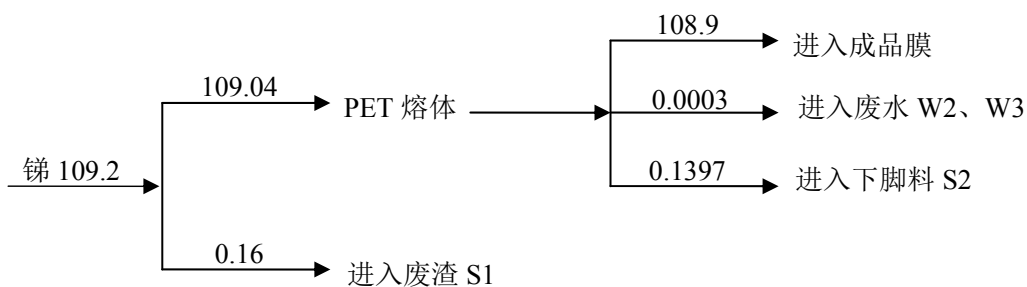 锑 109.2
109.04
PET 熔体
0.16
进入废渣 S1
108.9
进入成品膜
0.0003
进入废水 W2、W3
0.1397
进入下脚料 S2